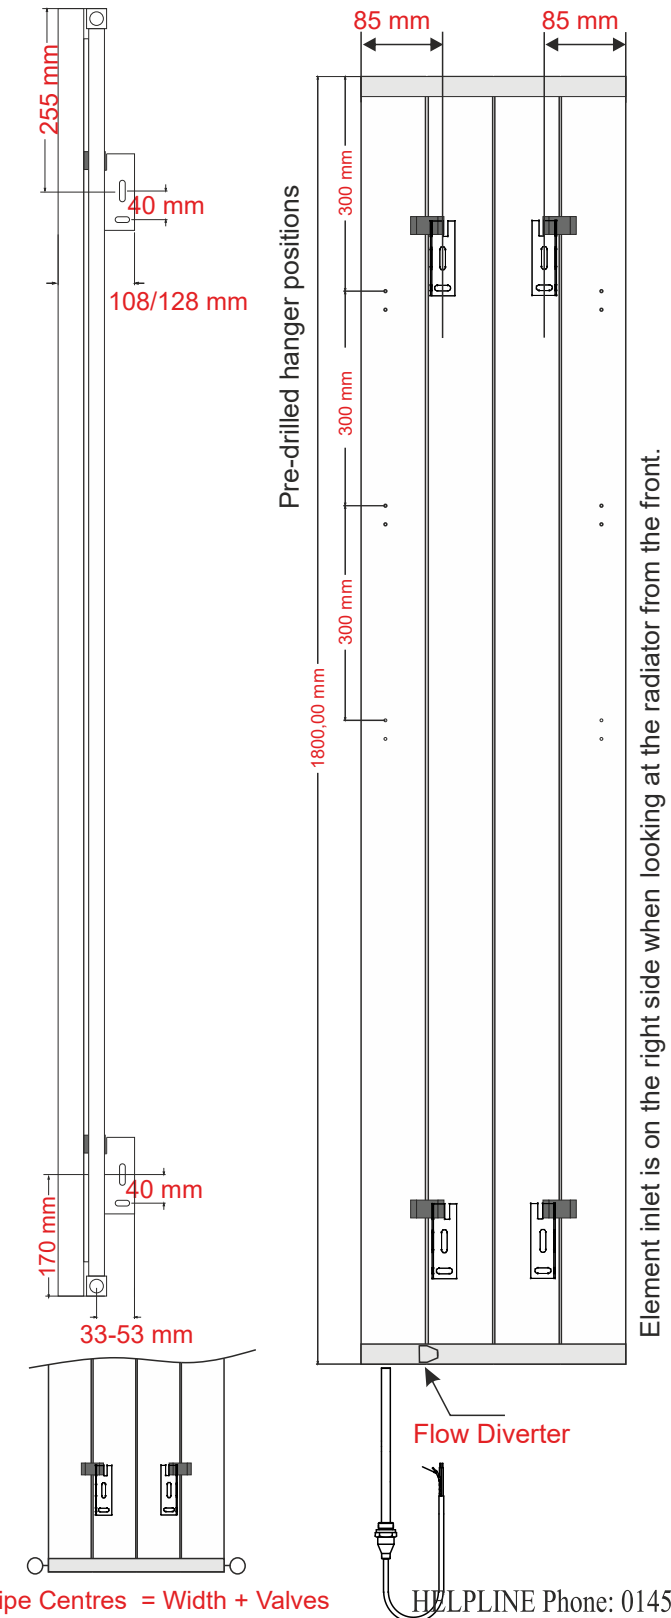 85 mm
85 mm
255 mm
40 mm
108/128 mm
Pre-drilled hanger positions
300 mm
300 mm
300 mm
1800,00 mm
Element inlet is on the right side when looking at the radiator from the front.
40 mm
170 mm
33-53 mm
Flow Diverter
ipe Centres = Width + Valves
HELPLINE Phone: 0145